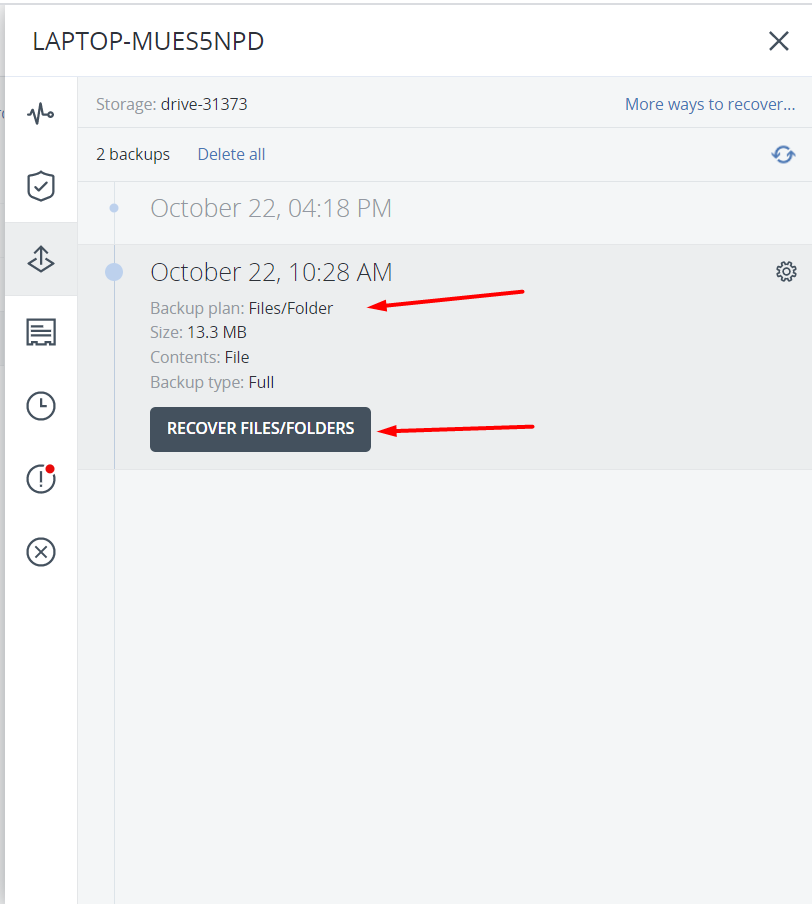 LAPTOP-MUES5NPD
Storage: drive-31373
More ways to recover...
2 backups
Delete all
October 22, 04:18 PM
October 22, 10:28 AM
Backup plan: Files/Folder
Size: 13.3 MB
Contents: File
Backup type: Full
RECOVER FILES/FOLDERS